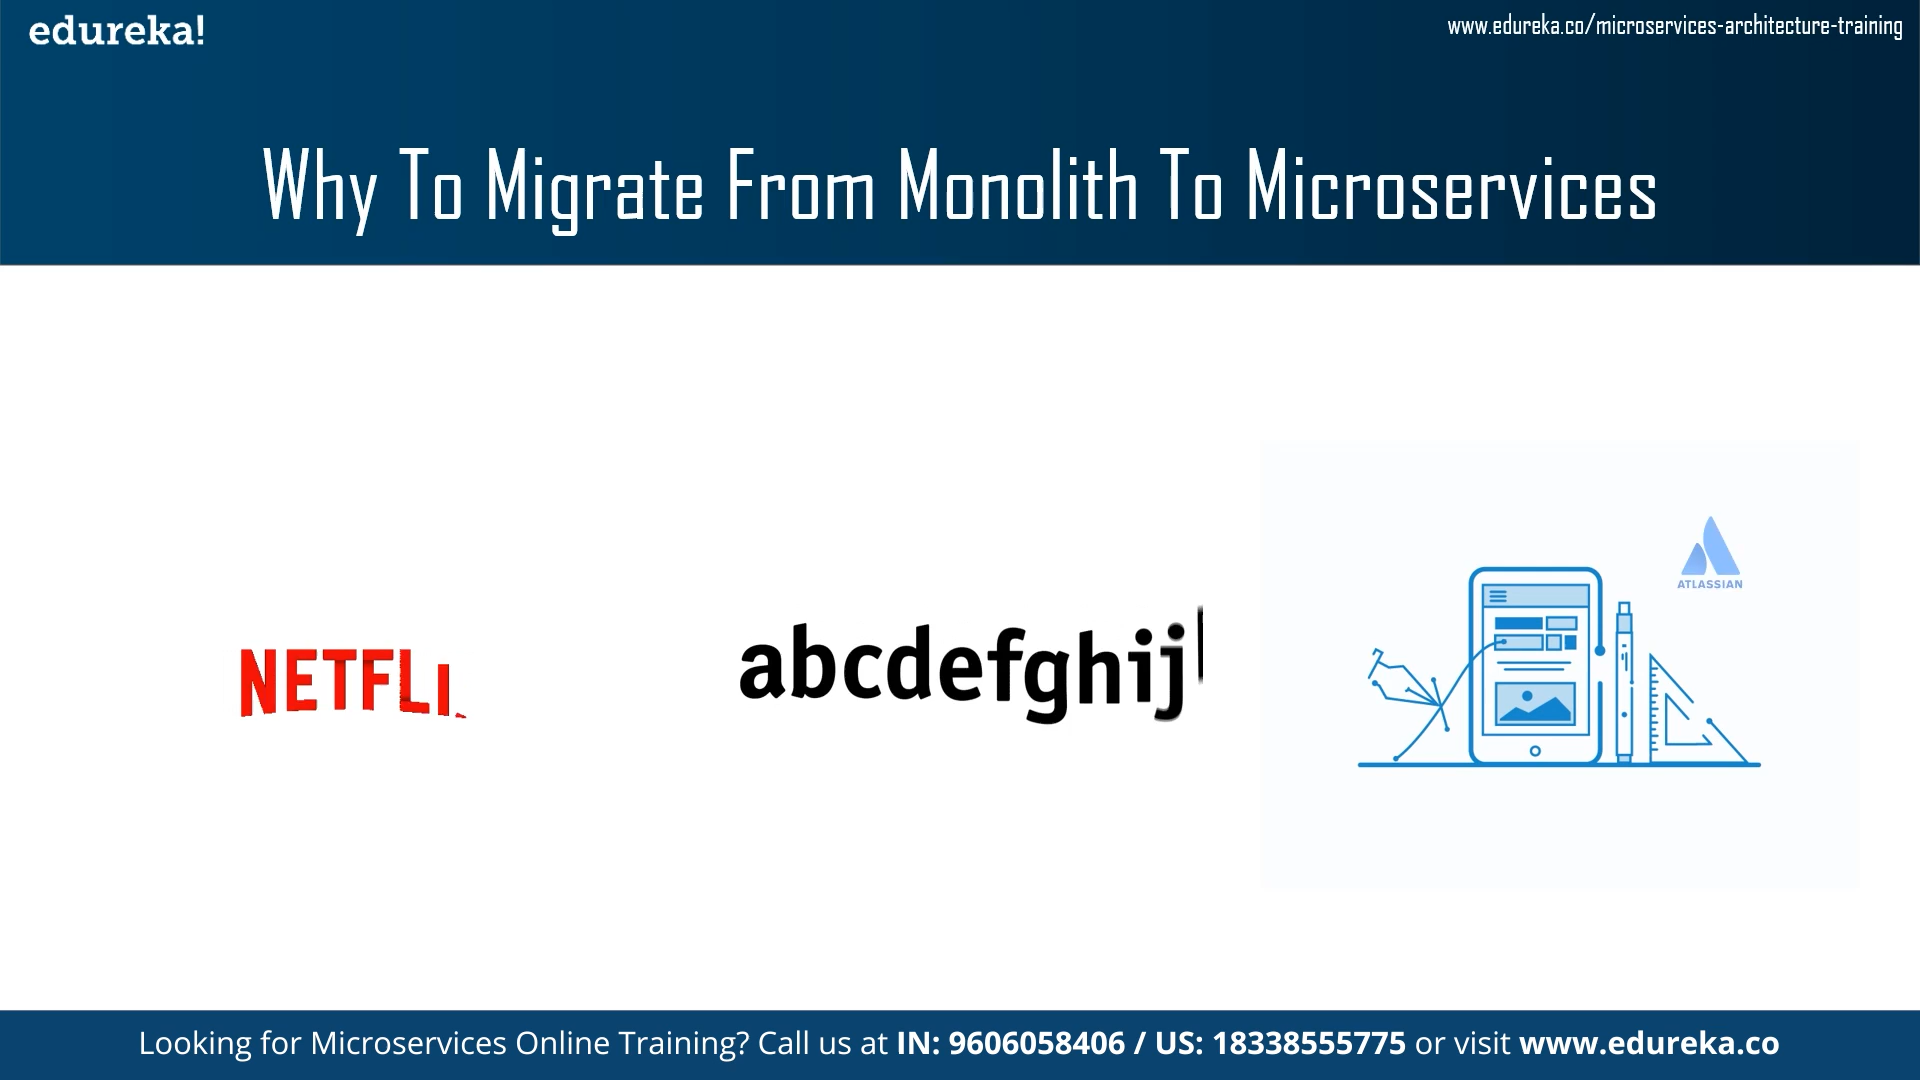 edureka!
www.edureka.co/microservices-architecture-training
Why To Migrate From Monolith To Microservices
ATLASSIAN
NETFLI
abcdefghij
Looking for Microservices Online Training? Call us at IN: 9606058406 / US: 18338555775 or visit www.edureka.co